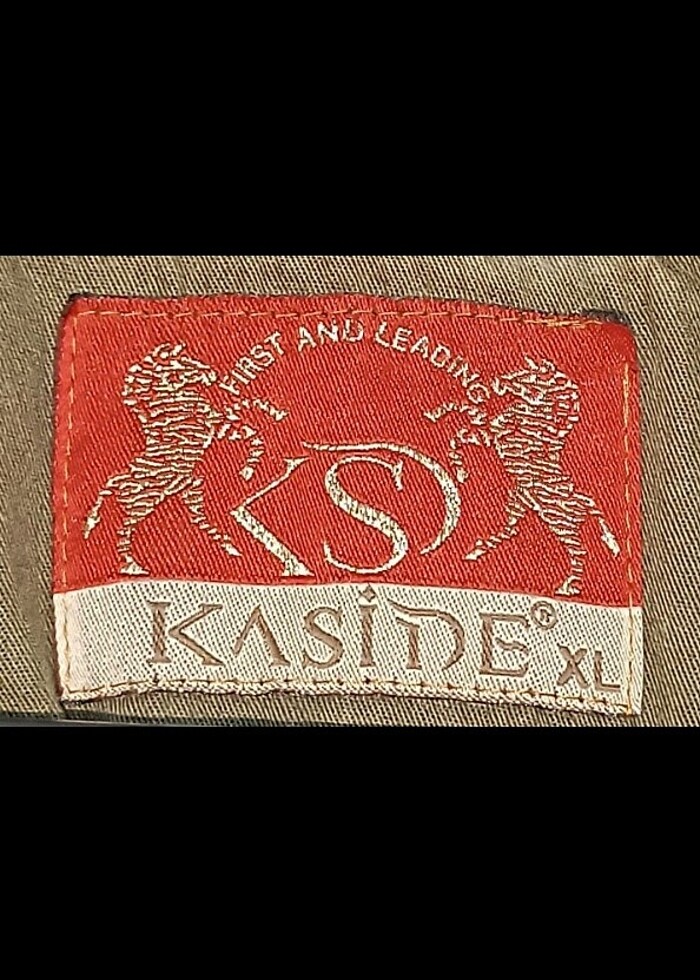 FIRST AND LEADING
KSD
KASİDE®
XL